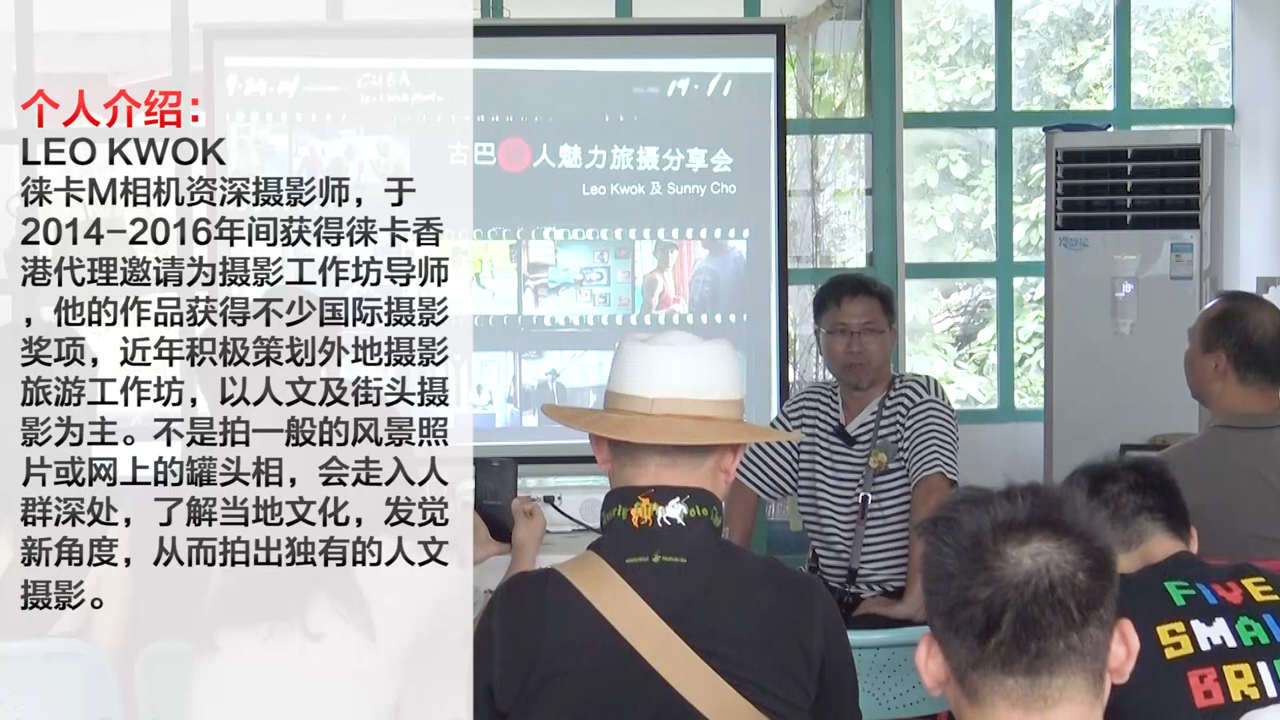 个人介绍：
LEO KWOK
徕卡M相机资深摄影师，于
2014-2016年间获得徕卡香
港代理邀请为摄影工作坊导师
，他的作品获得不少国际摄影
奖项，近年积极策划外地摄影
旅游工作坊，以人文及街头摄
影为主。不是拍一般的风景照
片或网上的罐头相，会走入人
群深处，了解当地文化，发觉
新角度，从而拍出独有的人文
摄影。
CUBA
古巴 人魅力旅摄分享会
Leo Kwok 及 Sunny Cho
FIVE
SMAL
BRI